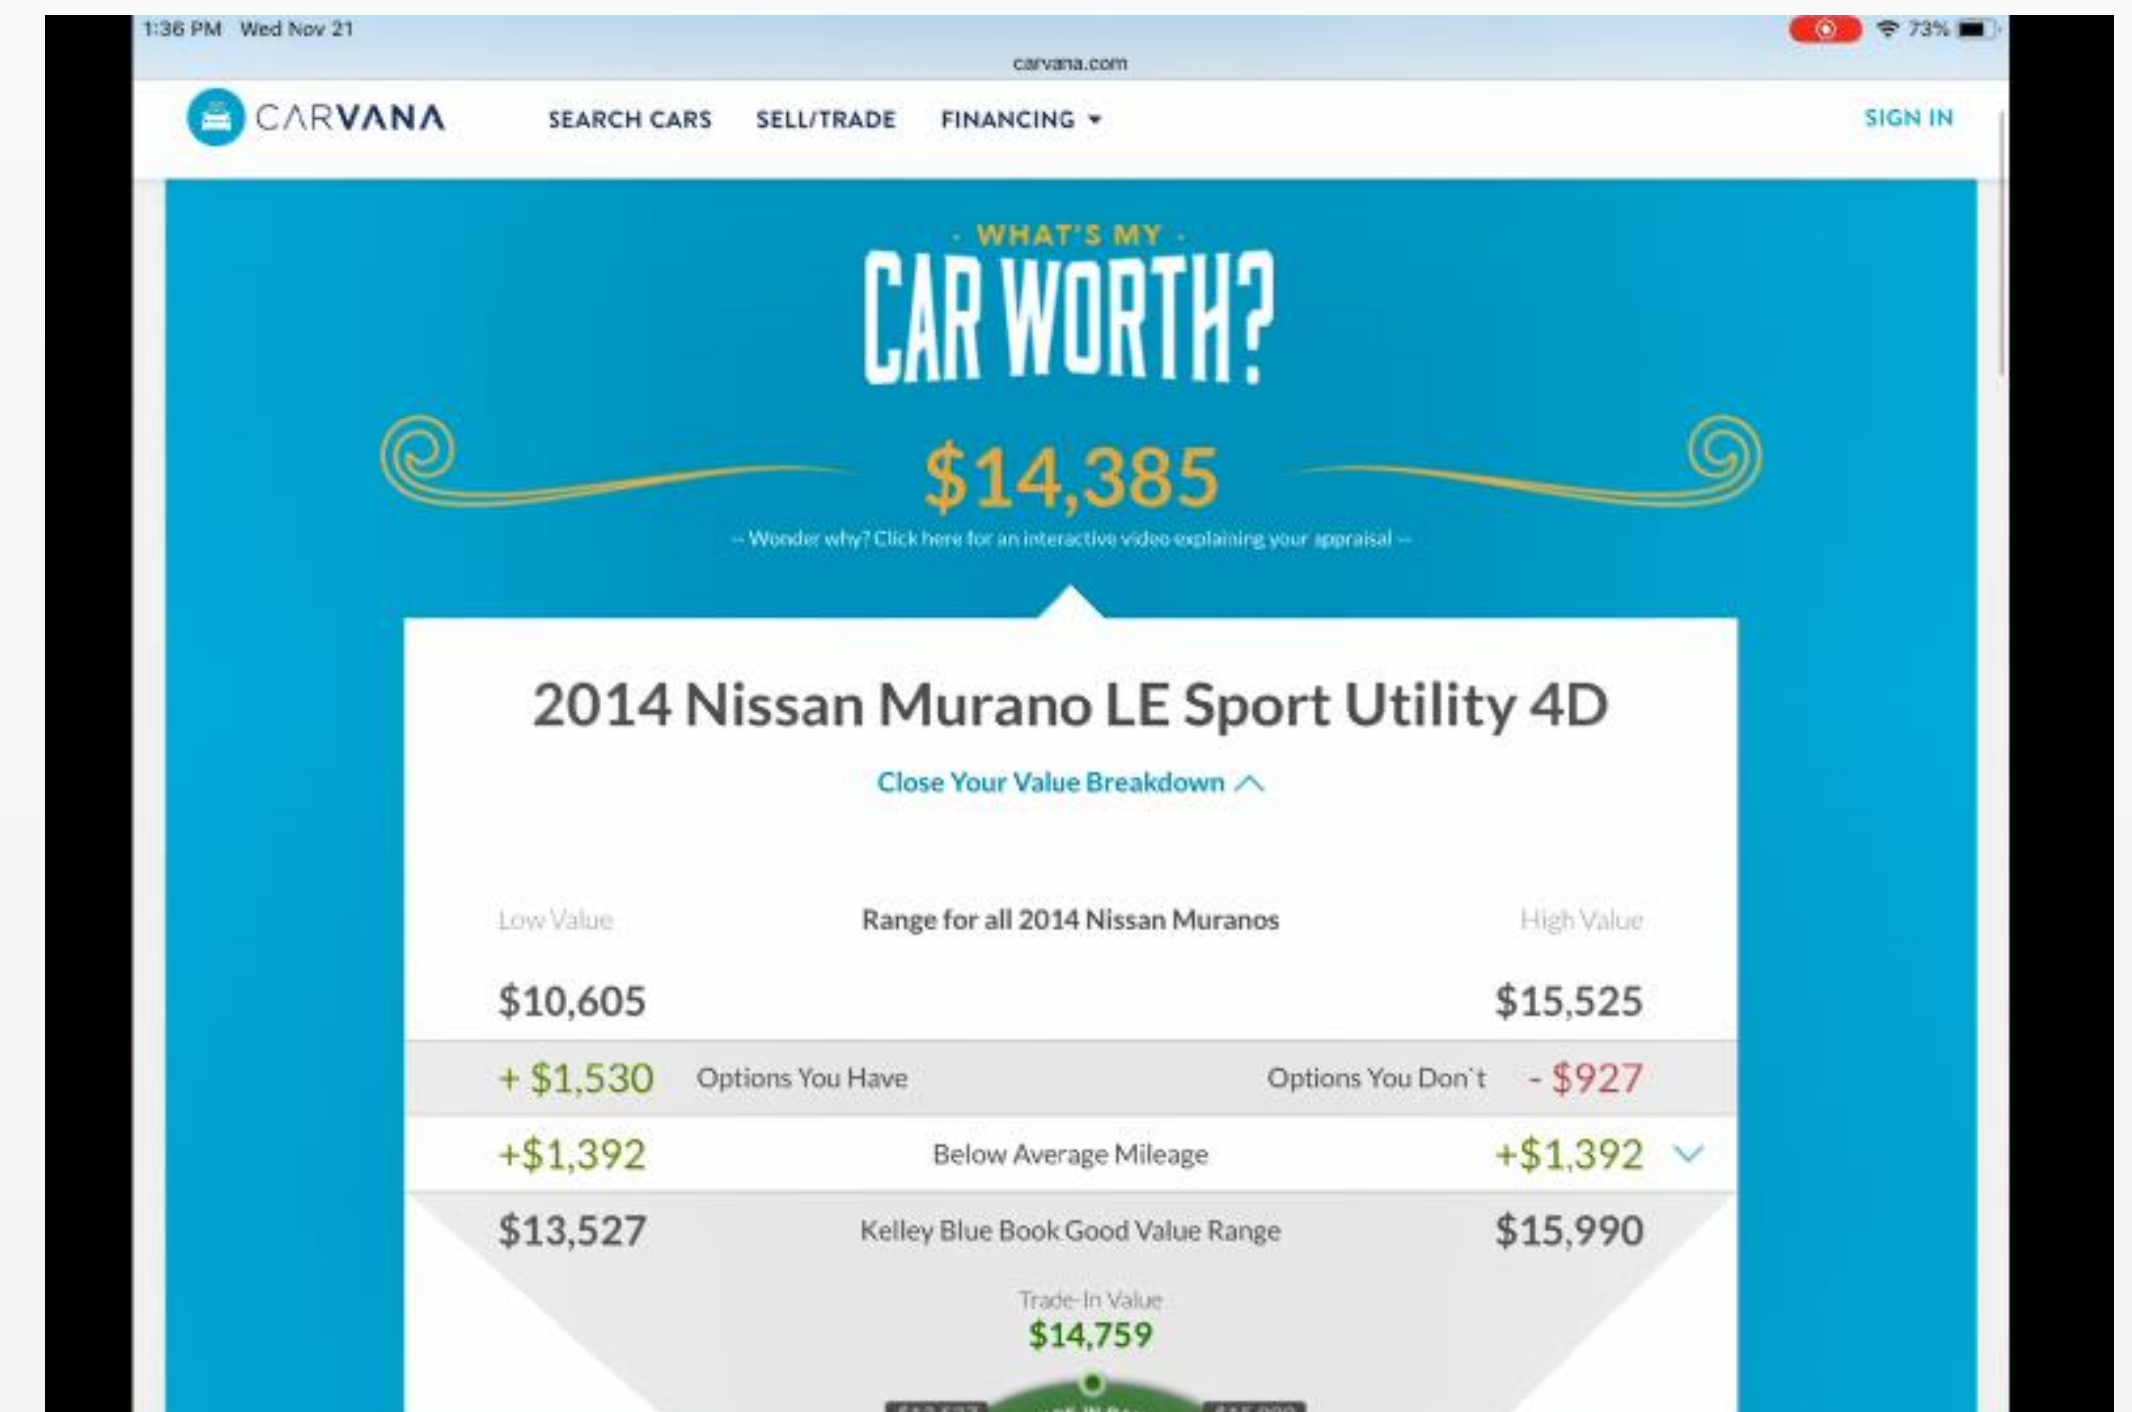 1:36 PM Wed Nov 21
73%
carvana.com
CARVANA
SEARCH CARS SELL/TRADE FINANCING
SIGN IN
- WHAT'S MY -
CAR WORTH?
$14,385
-- Wonder why? Click here for an interactive video explaining your appraisal --
2014 Nissan Murano LE Sport Utility 4D
Close Your Value Breakdown
Low Value Range for all 2014 Nissan Muranos High Value
$10,605 $15,525
+ $1,530 Options You Have Options You Don`t - $927
+$1,392 Below Average Mileage +$1,392
$13,527 Kelley Blue Book Good Value Range $15,990
Trade-In Value
$14,759